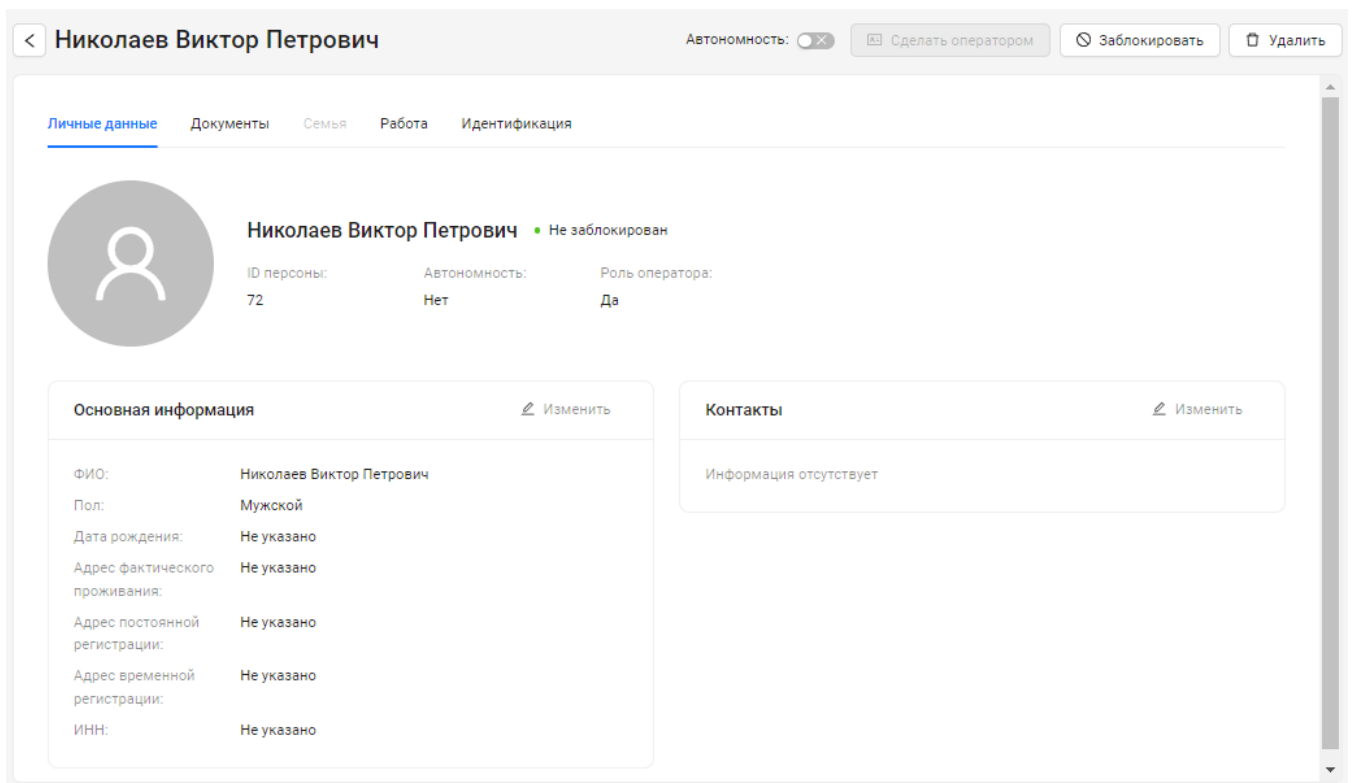 Николаев Виктор Петрович
Автономность:
Сделать оператором
Заблокировать
Удалить
Личные данные
Документы
Семья
Работа
Идентификация
Николаев Виктор Петрович
Не заблокирован
ID персоны:
Автономность:
Роль оператора:
72
Нет
Да
Основная информация
Изменить
ФИО:
Николаев Виктор Петрович
Пол:
Мужской
Дата рождения:
Не указано
Адрес фактического
проживания:
Не указано
Адрес постоянной
регистрации:
Не указано
Адрес временной
регистрации:
Не указано
ИНН:
Не указано
Контакты
Изменить
Информация отсутствует